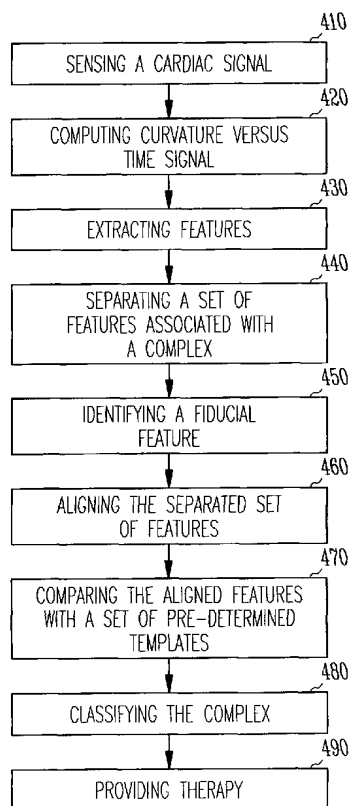 410
SENSING A CARDIAC SIGNAL
420
COMPUTING CURVATURE VERSUS
TIME SIGNAL
430
EXTRACTING FEATURES
440
SEPARATING A SET OF
FEATURES ASSOCIATED WITH
A COMPLEX
450
IDENTIFYING A FIDUCIAL
FEATURE
460
ALIGNING THE SEPARATED SET
OF FEATURES
470
COMPARING THE ALIGNED FEATURES
WITH A SET OF PRE-DETERMINED
TEMPLATES
480
CLASSIFYING THE COMPLEX
490
PROVIDING THERAPY